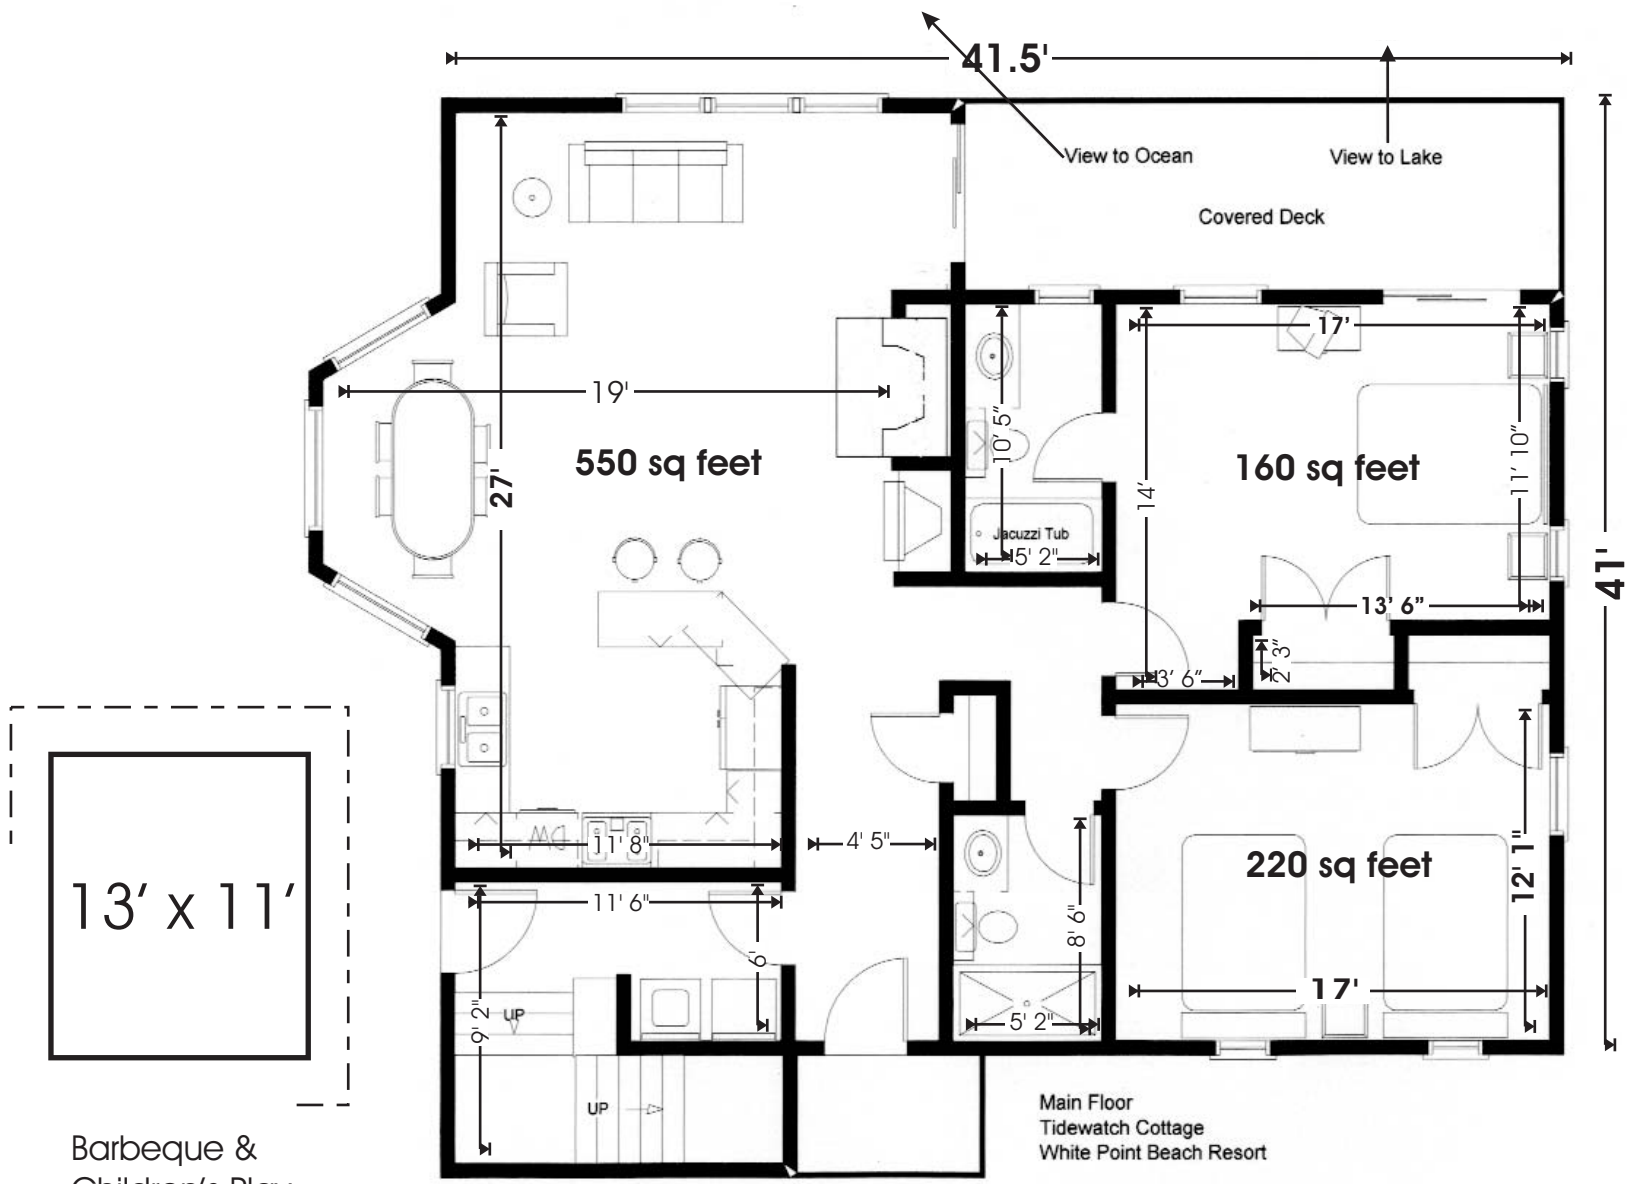 41.5'
View to Ocean
View to Lake
Covered Deck
17'
19'
10' 5"
14'
11' 10"
550 sq feet
160 sq feet
27'
Jacuzzi Tub
5' 2"
41'
13' 6"
2' 3"
3' 6"
13' x 11'
DW
11' 8"
4' 5"
220 sq feet
12' 1"
11' 6"
8' 6"
6'
17'
9' 2"
UP
5' 2"
UP
Main Floor
Tidewatch Cottage
White Point Beach Resort
Barbeque &
Children's Play